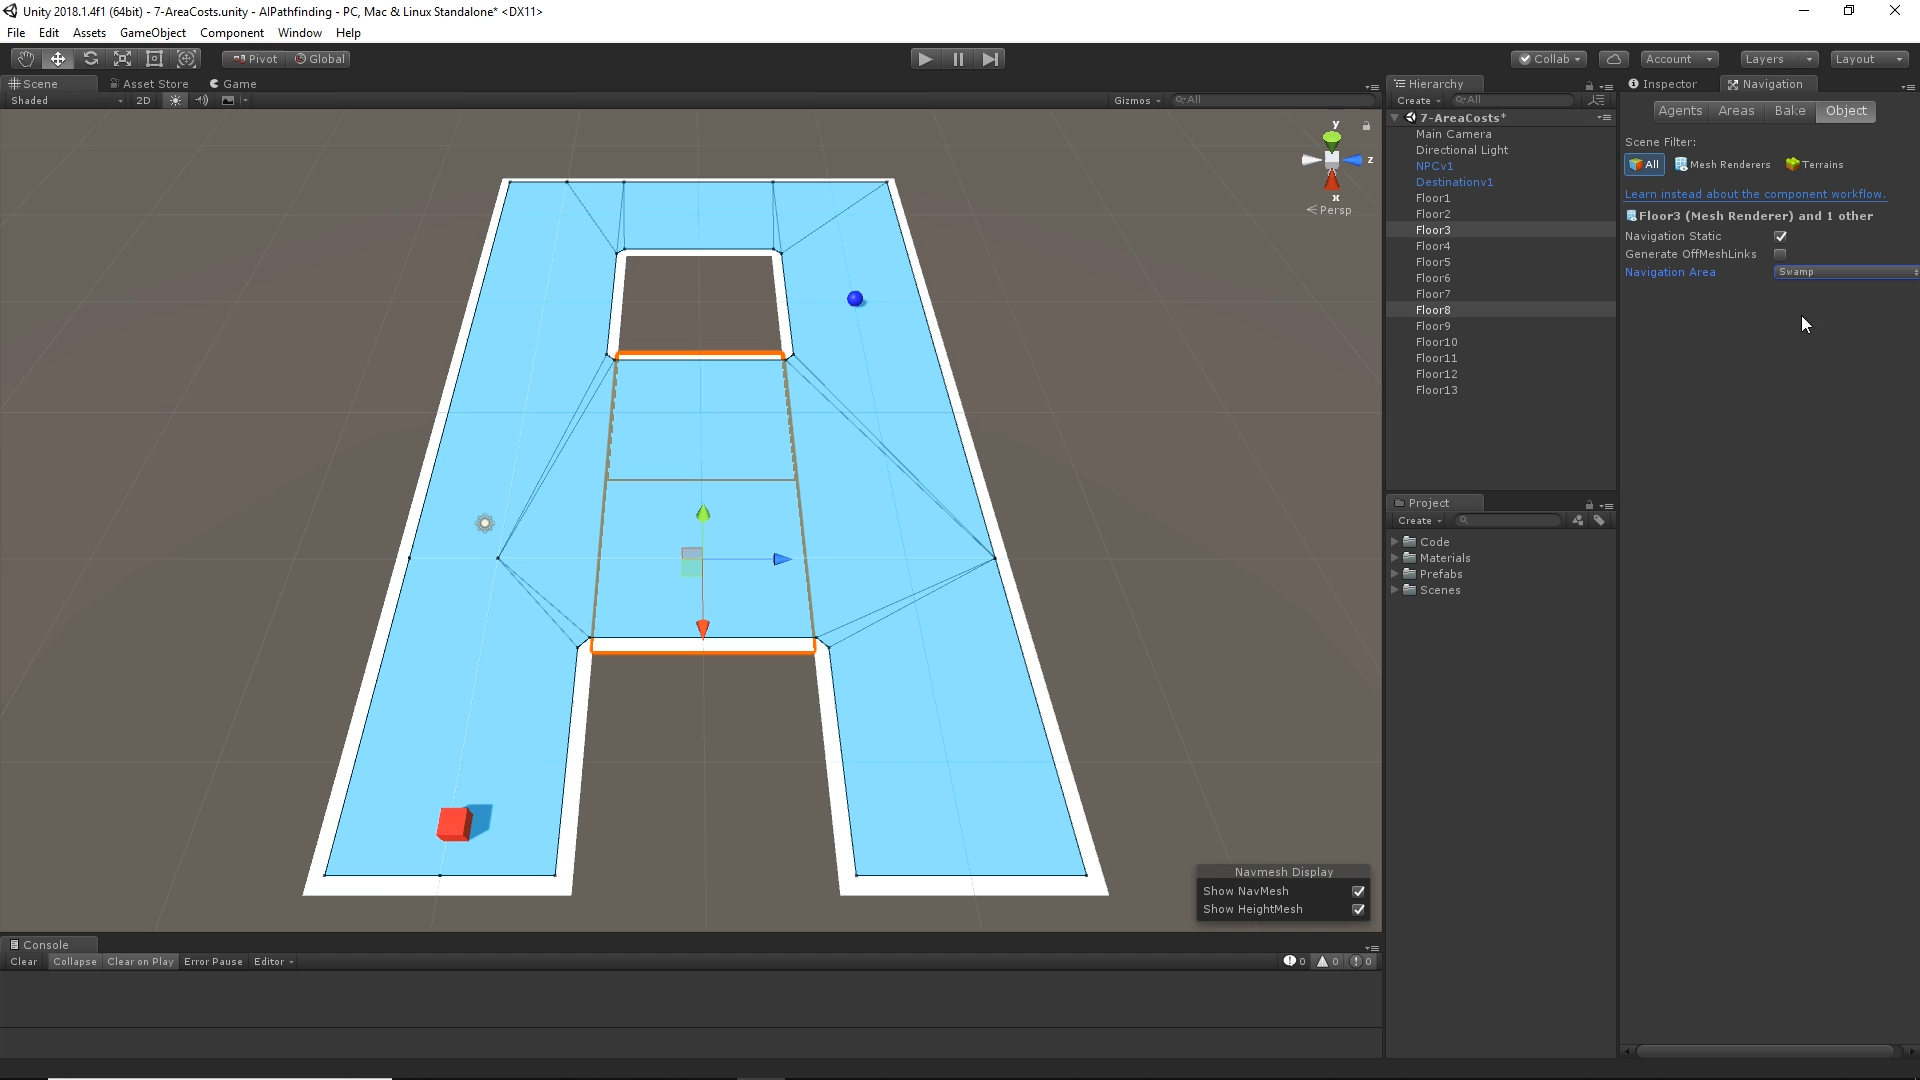 Unity 2018.1.4f1 (64bit) - 7-AreaCosts.unity - AIPathfinding - PC, Mac & Linux Standalone* <DX11>
File Edit Assets GameObject Component Window Help
Pivot Global Collab Account Layers Layout
Scene Asset Store Game
Shaded 2D Gizmos All
y
z
x
Persp
Navmesh Display
Show NavMesh
Show HeightMesh
Hierarchy
Create All
7-AreaCosts*
Main Camera
Directional Light
NPCv1
Destinationv1
Floor1
Floor2
Floor3
Floor4
Floor5
Floor6
Floor7
Floor8
Floor9
Floor10
Floor11
Floor12
Floor13
Project
Create
Code
Materials
Prefabs
Scenes
Inspector Navigation
Agents Areas Bake Object
Scene Filter:
All Mesh Renderers Terrains
Learn instead about the component workflow.
Floor3 (Mesh Renderer) and 1 other
Navigation Static
Generate OffMeshLinks
Navigation Area Swamp
Console
Clear Collapse Clear on Play Error Pause Editor 0 0 0